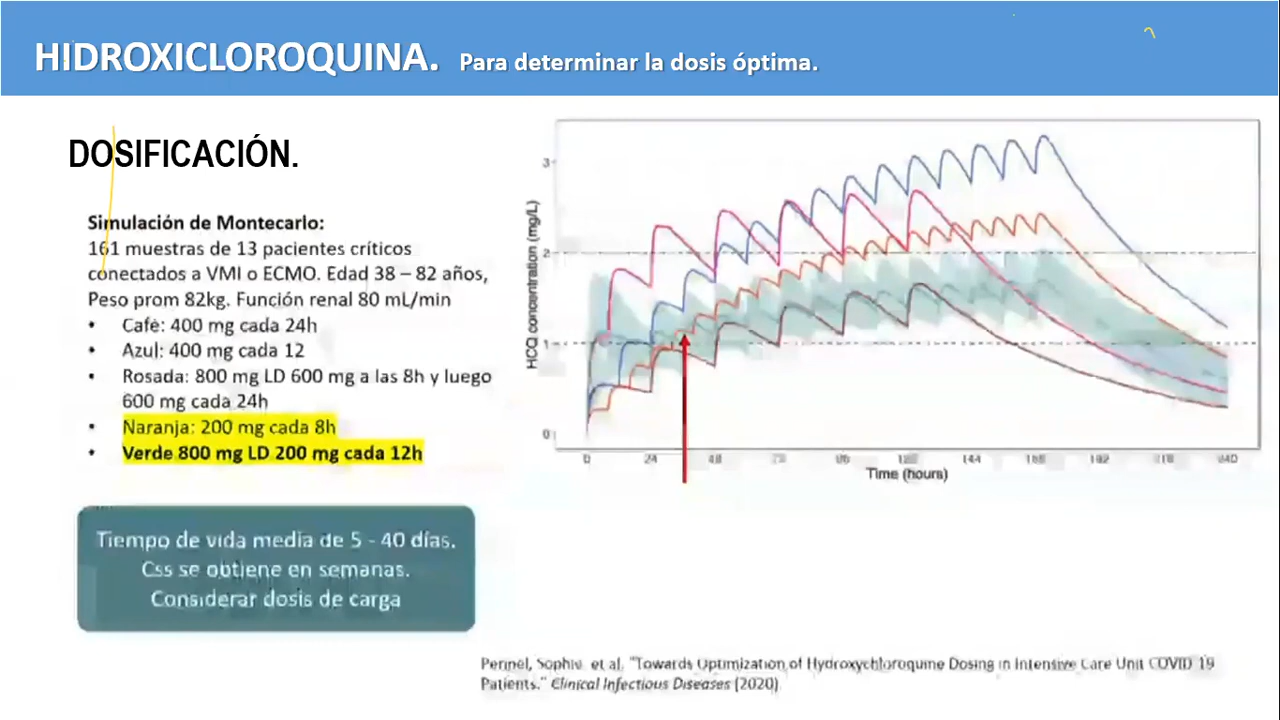 HIDROXICLOROQUINA. Para determinar la dosis óptima.
DOSIFICACIÓN.
Simulación de Montecarlo:
161 muestras de 13 pacientes críticos
conectados a VMI o ECMO. Edad 38 – 82 años,
Peso prom 82kg. Función renal 80 mL/min
• Café: 400 mg cada 24h
• Azul: 400 mg cada 12
• Rosada: 800 mg LD 600 mg a las 8h y luego
600 mg cada 24h
• Naranja: 200 mg cada 8h
• Verde 800 mg LD 200 mg cada 12h
Tiempo de vida media de 5 - 40 días.
Css se obtiene en semanas.
Considerar dosis de carga
HCQ concentration (mg/L)
3
2
1
0
0 24 48 72 144
Time (hours)
Sophie et al. "Towards Optimization of Hydroxychloroquine Dosing in Intensive Care Unit COVID 19
Patients." Clinical Infectious Diseases (2020)